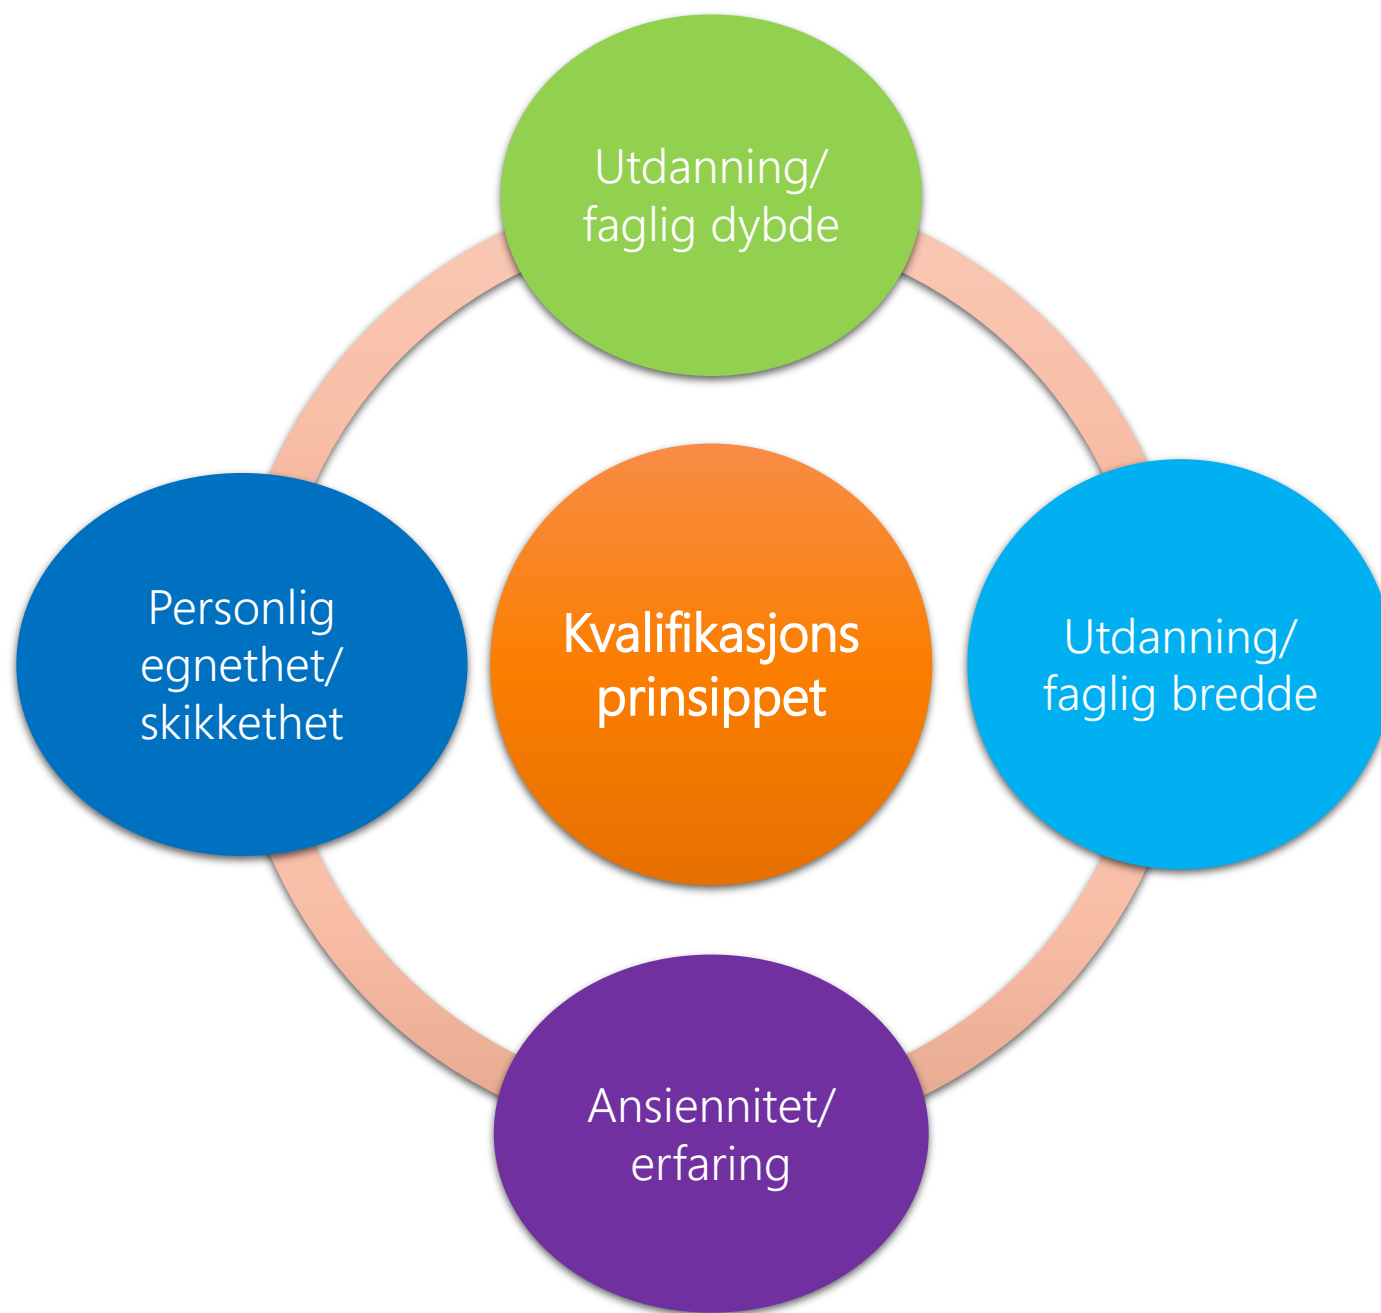 Utdanning/
faglig dybde
Personlig
egnethet/
skikkethet
Kvalifikasjons
prinsippet
Utdanning/
faglig bredde
Ansiennitet/
erfaring